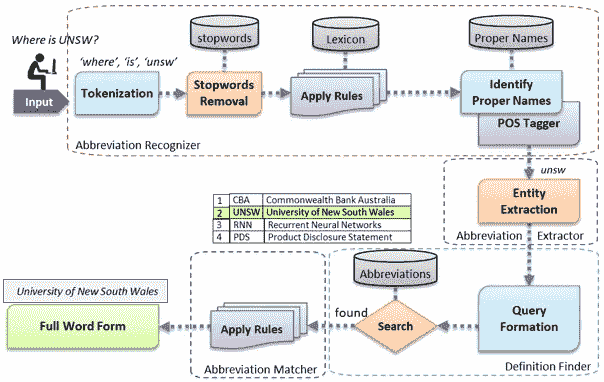 Where is UNSW?
Input
'where', 'is', 'unsw'
Tokenization
stopwords
Stopwords
Removal
Lexicon
Apply Rules
Proper Names
Identify
Proper Names
POS Tagger
Abbreviation Recognizer
unsw
Entity
Extraction
Abbreviation Extractor
1 CBA Commonwealth Bank Australia
2 UNSW University of New South Wales
3 RNN Recurrent Neural Networks
4 PDS Product Disclosure Statement
Abbreviations
Query
Formation
Search
found
Definition Finder
Apply Rules
Abbreviation Matcher
University of New South Wales
Full Word Form